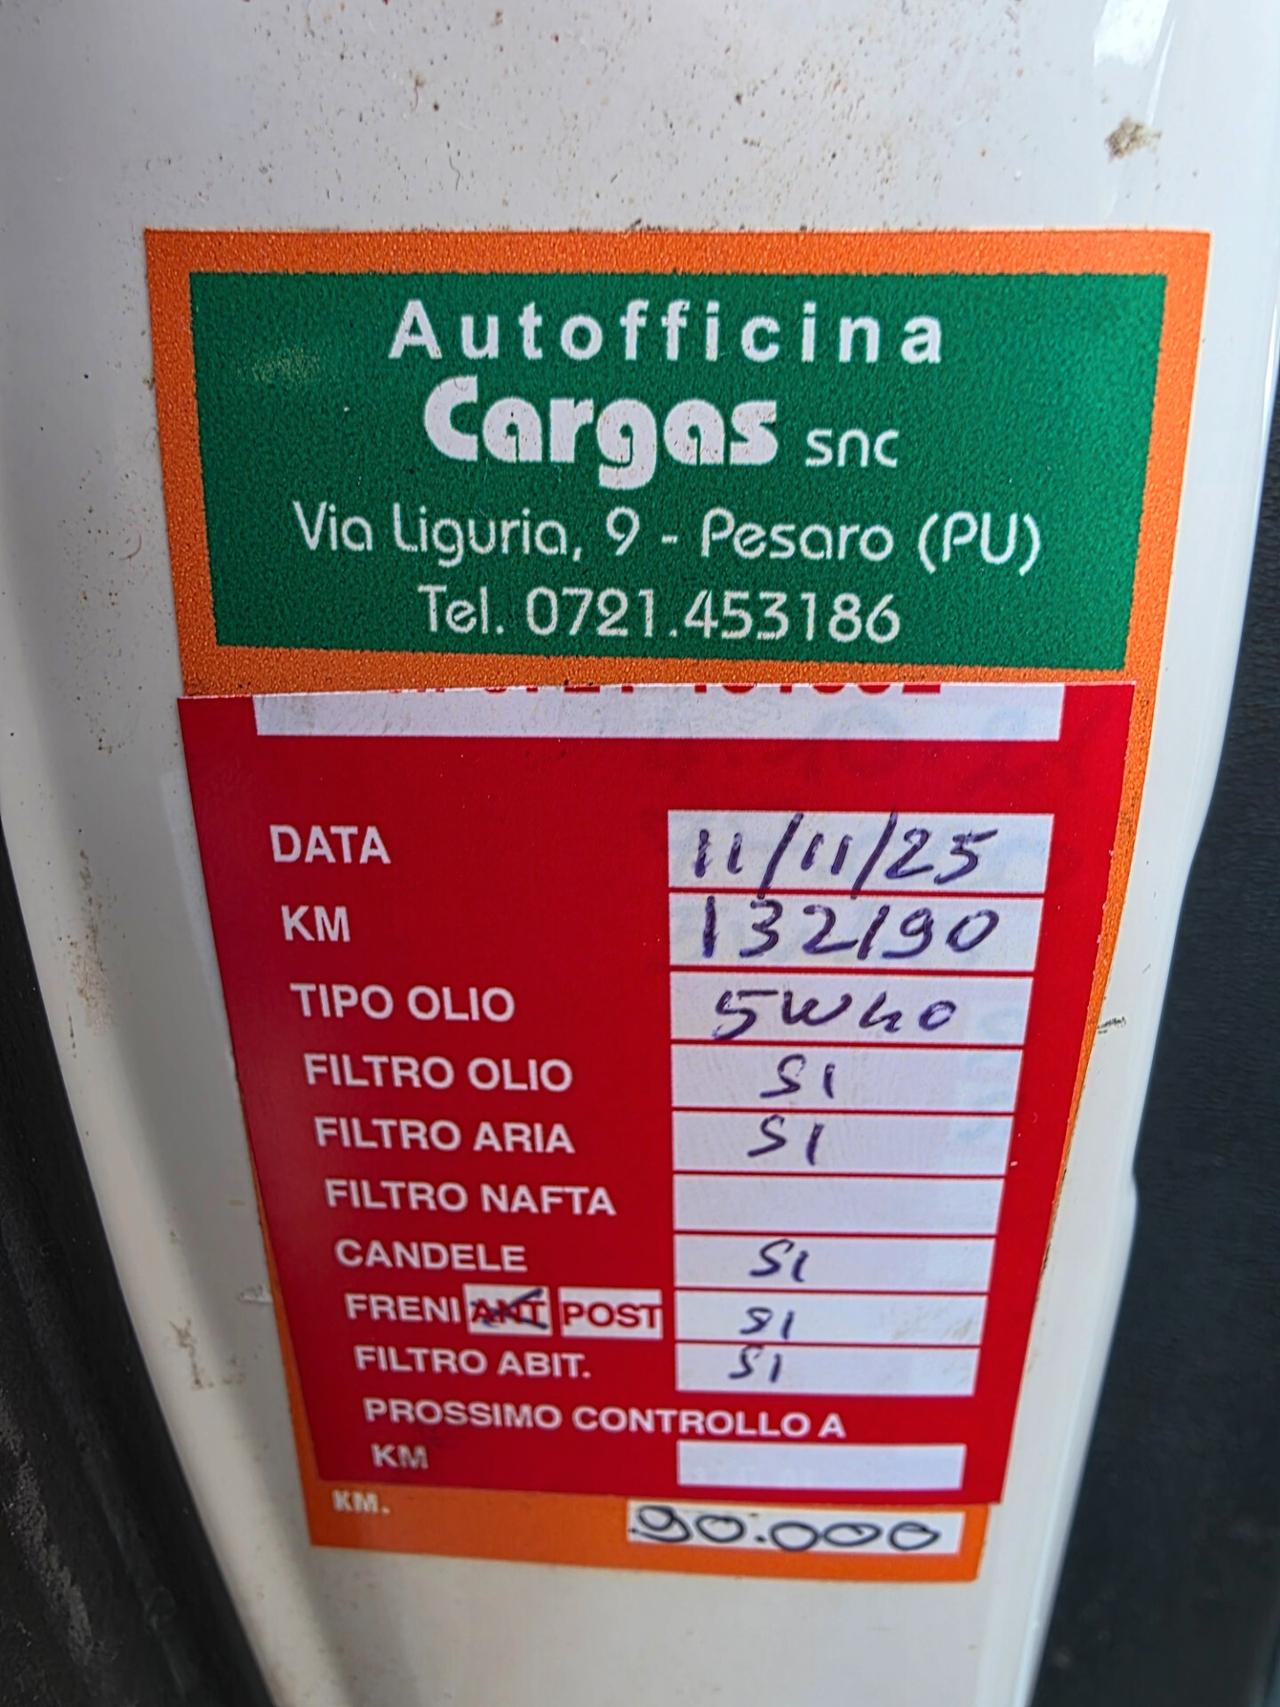 Autofficina
Cargas snc
Via Liguria, 9 - Pesaro (PU)
Tel. 0721.453186
DATA 11/11/25
KM 132190
TIPO OLIO 5W40
FILTRO OLIO SI
FILTRO ARIA SI
FILTRO NAFTA
CANDELE SI
FRENI ANT POST SI
FILTRO ABIT. SI
PROSSIMO CONTROLLO A
KM
KM. 90.000